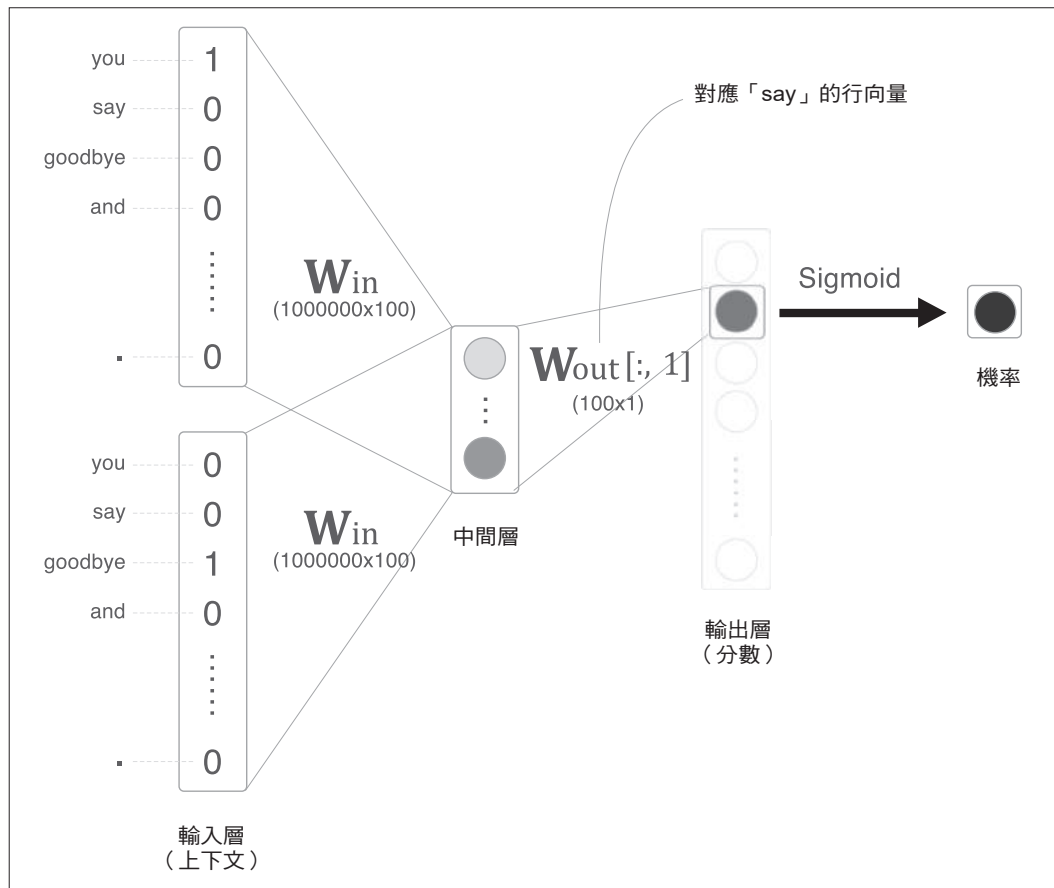 you 1
say 0
goodbye 0
and 0
Win
(1000000x100)
. 0
you 0
say 0
goodbye 1
and 0
Win
(1000000x100)
. 0
輸入層
（上下文）
中間層
對應「say」的行向量
Wout[:, 1]
(100x1)
輸出層
（分數）
Sigmoid
機率